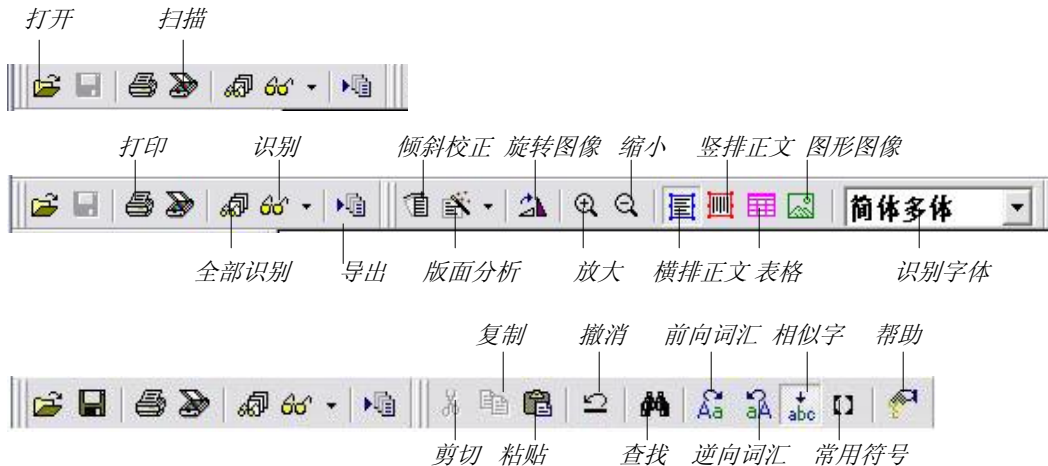 打开 扫描
打印 识别 倾斜校正 旋转图像 缩小 竖排正文 图形图像
简体多体
全部识别 导出 版面分析 放大 横排正文 表格 识别字体
复制 撤消 前向词汇 相似字 帮助
Aa aA abc
剪切 粘贴 查找 逆向词汇 常用符号